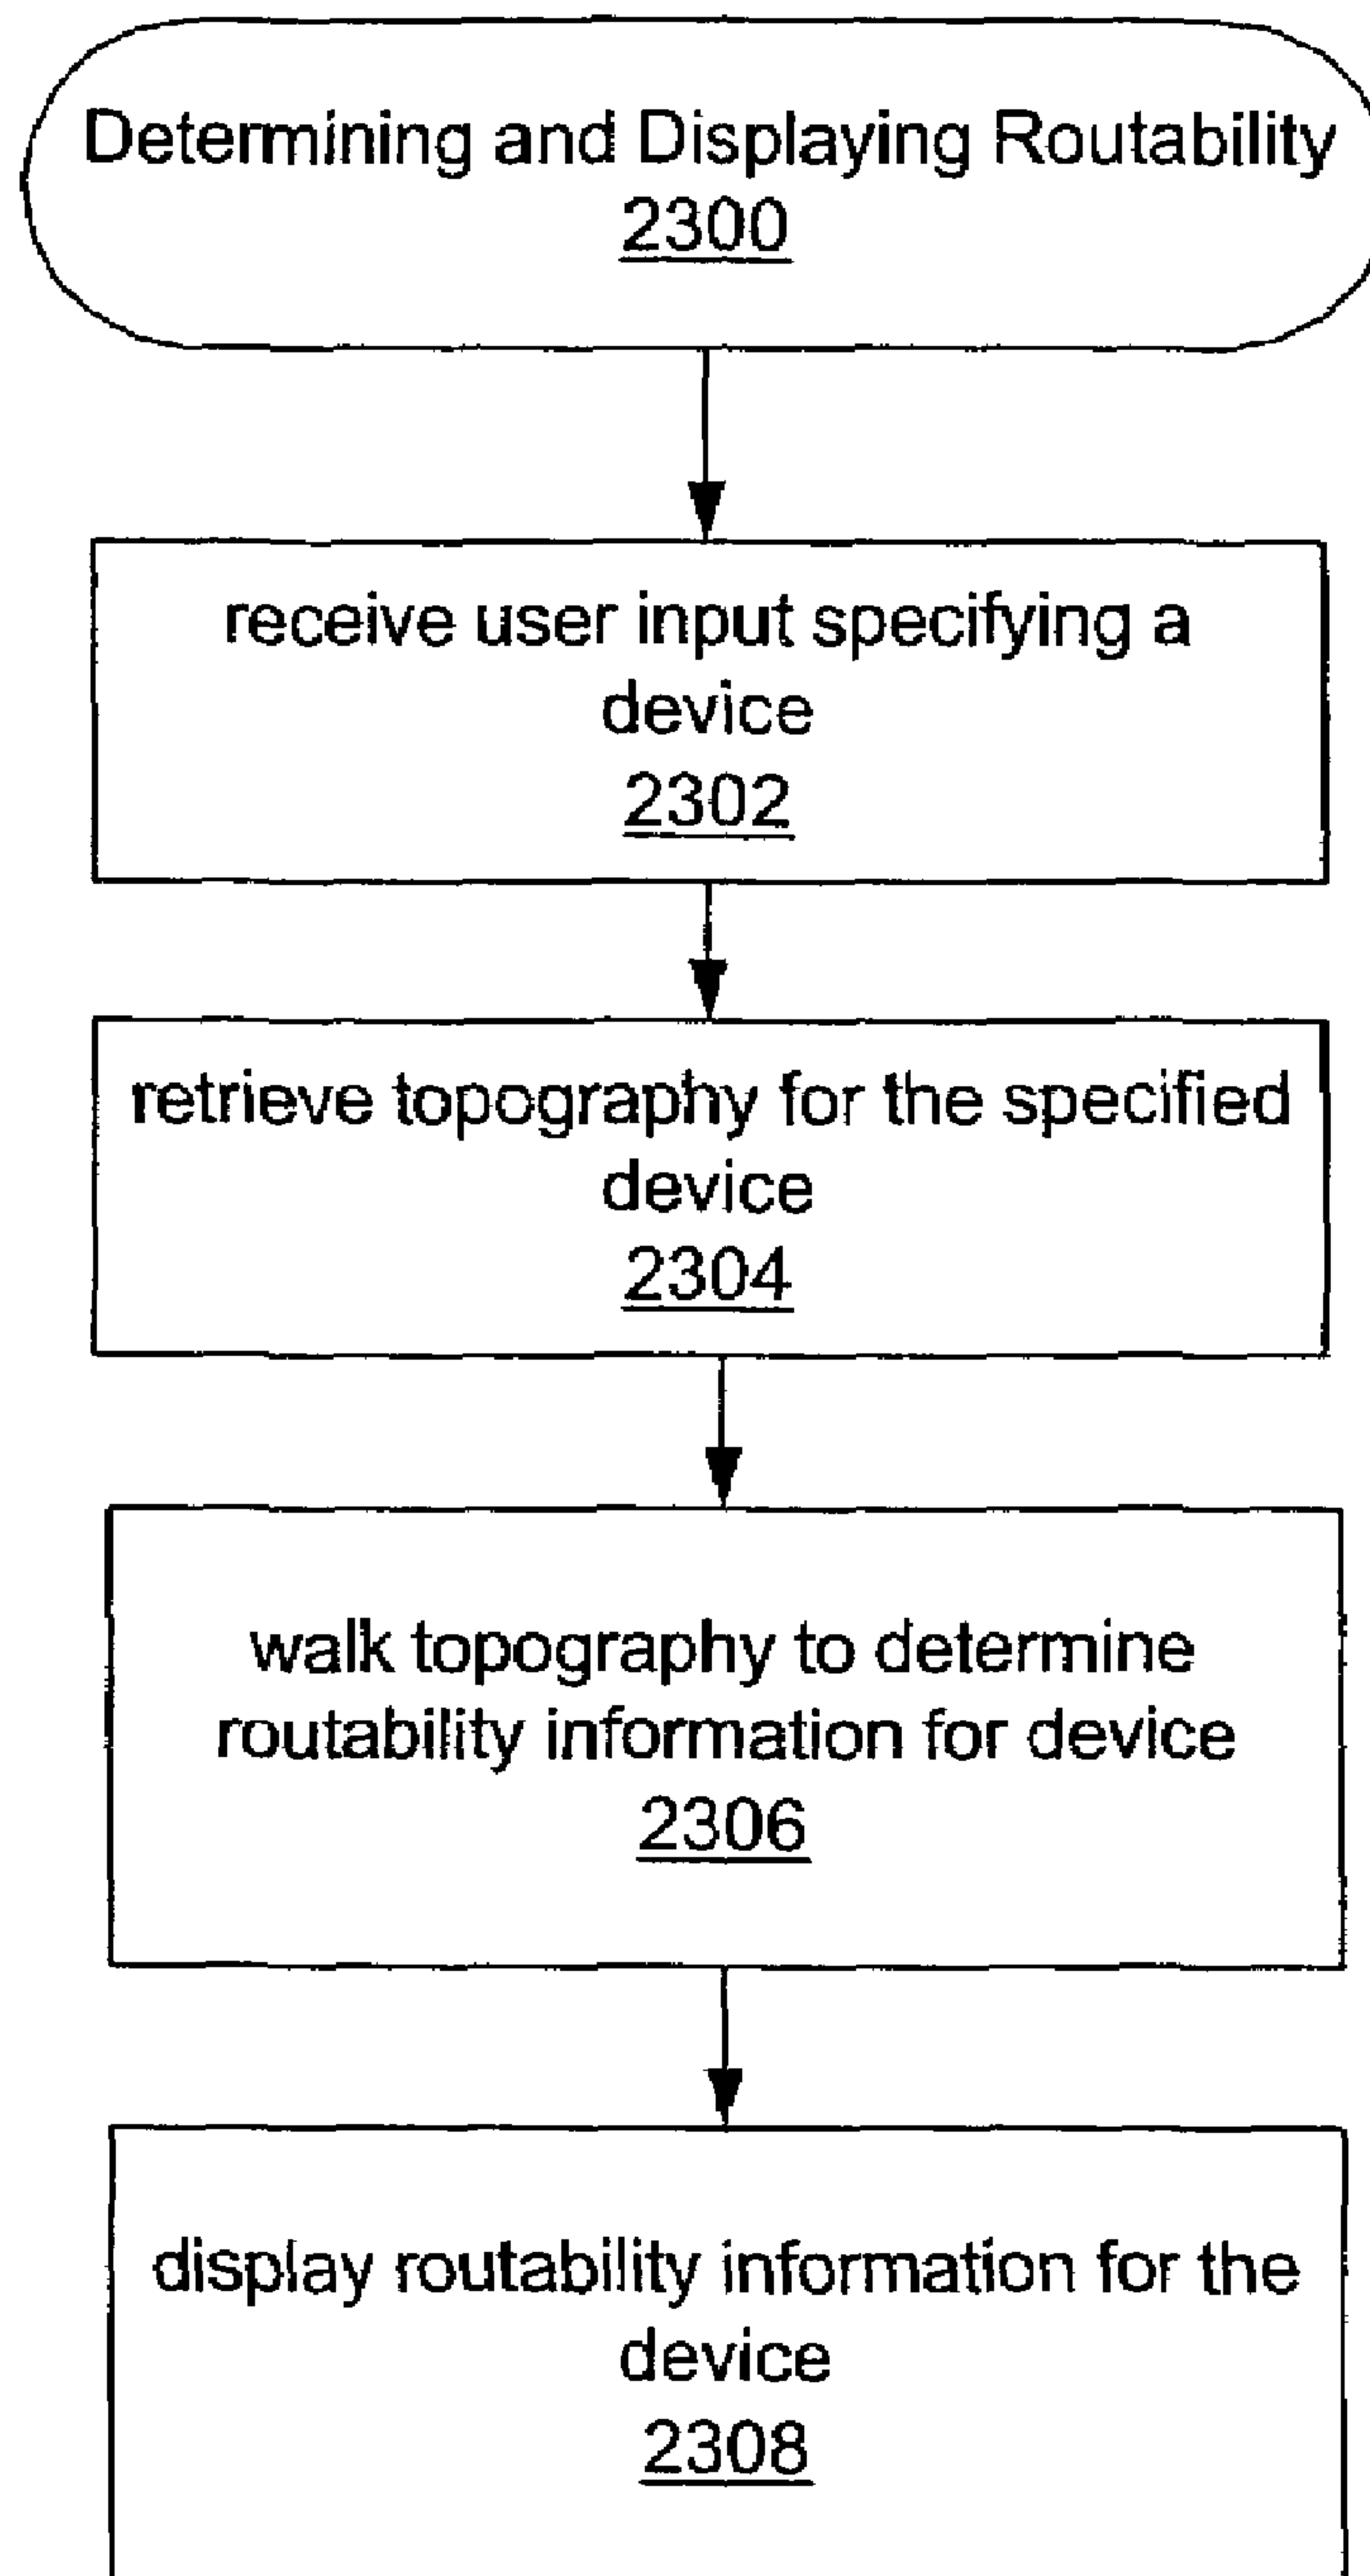 Determining and Displaying Routability
2300
receive user input specifying a
device
2302
retrieve topography for the specified
device
2304
walk topography to determine
routability information for device
2306
display routability information for the
device
2308